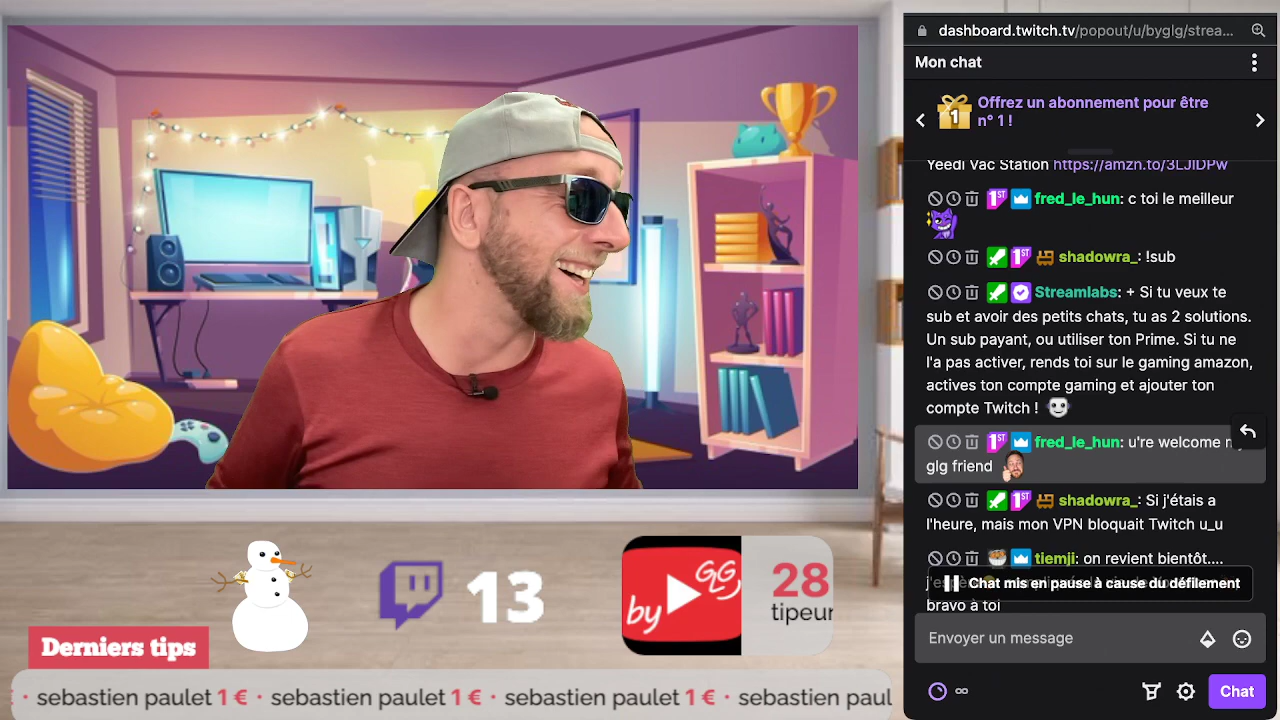 dashboard.twitch.tv/popout/u/byglg/strea...
Mon chat
Offrez un abonnement pour être
n° 1 !
1
Yeedi Vac Station https://amzn.to/3LJlDPw
1ST fred_le_hun: c toi le meilleur
1ST shadowra_: !sub
Streamlabs: + Si tu veux te
sub et avoir des petits chats, tu as 2 solutions.
Un sub payant, ou utiliser ton Prime. Si tu ne
l'a pas activer, rends toi sur le gaming amazon,
actives ton compte gaming et ajouter ton
compte Twitch !
1ST fred_le_hun: u're welcome
glg friend
1ST shadowra_: Si j'étais a
l'heure, mais mon VPN bloquait Twitch u_u
tiemji: on revient bientôt....
Chat mis en pause à cause du défilement
bravo à toi
Envoyer un message
Chat
13
by GLG
28
tipeur
Derniers tips
€ · sebastien paulet 1 € · sebastien paulet 1 € · sebastien paulet 1 € · sebastien paul